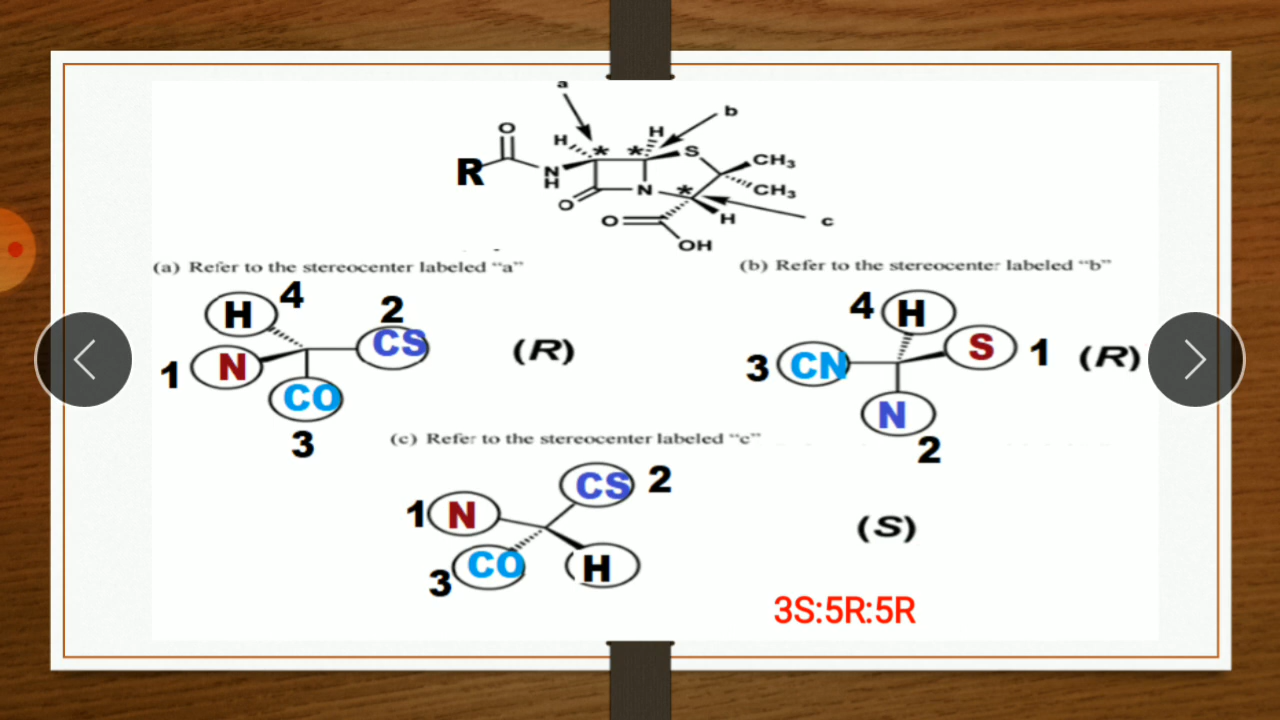 a
b
O
H
*
*
H
S
CH3
R
N
H
CH3
N
*
O
O
H
c
OH
(a) Refer to the stereocenter labeled “a”
(b) Refer to the stereocenter labeled “b”
H 4
2
CS
1 N
CO
3
(R)
4 H
S 1
3 CN
(R)
N
2
(c) Refer to the stereocenter labeled “c”
CS 2
1 N
CO
3
H
(S)
3S:5R:5R